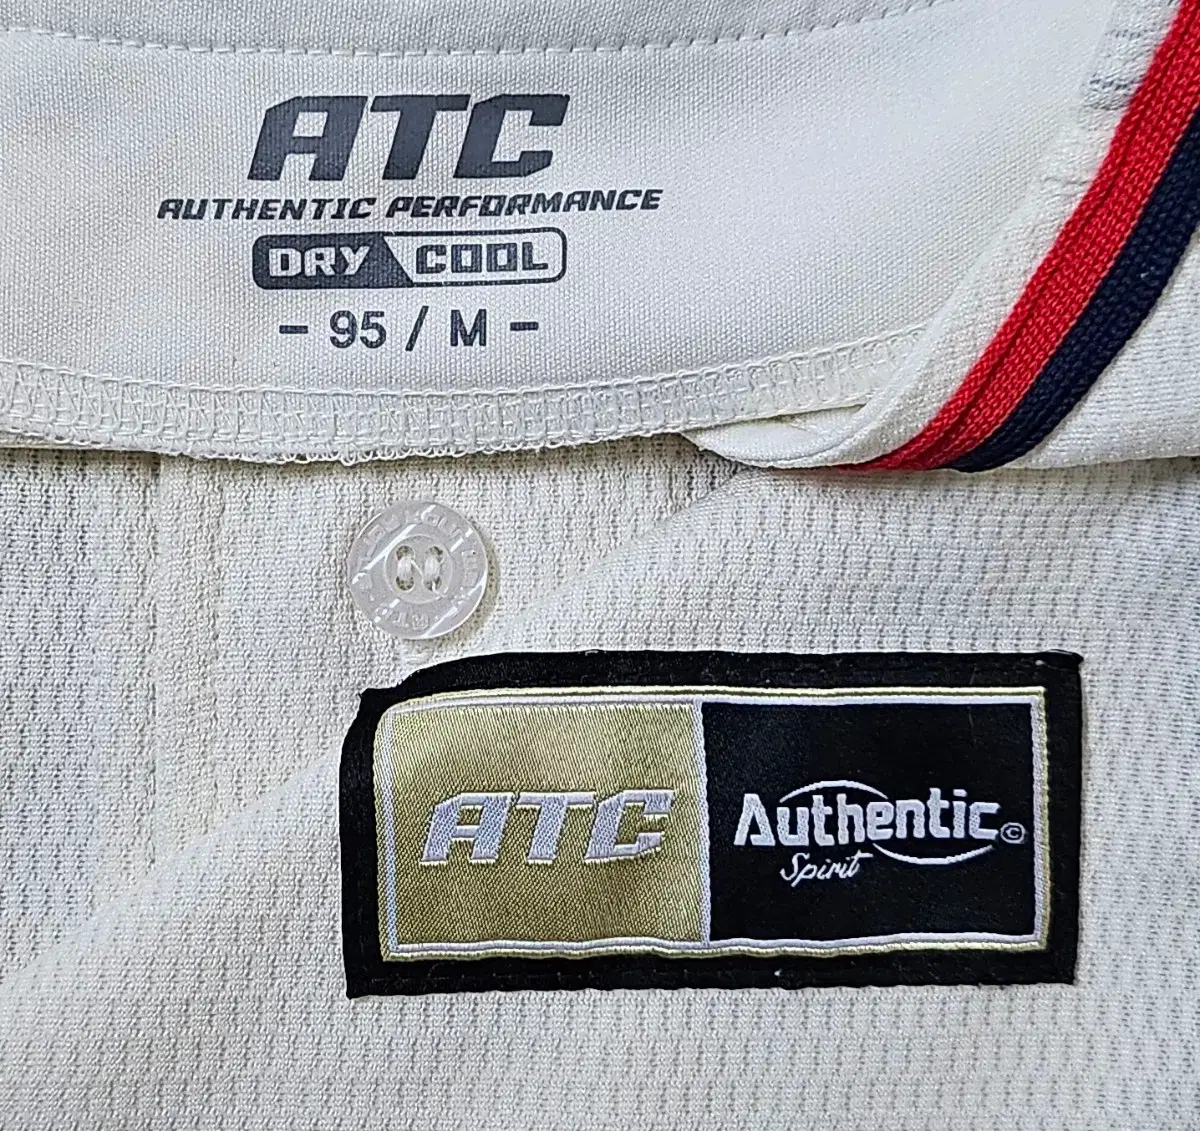 ATC
AUTHENTIC PERFORMANCE
DRY COOL
- 95 / M -
ATC
Authentic ©
Spirit